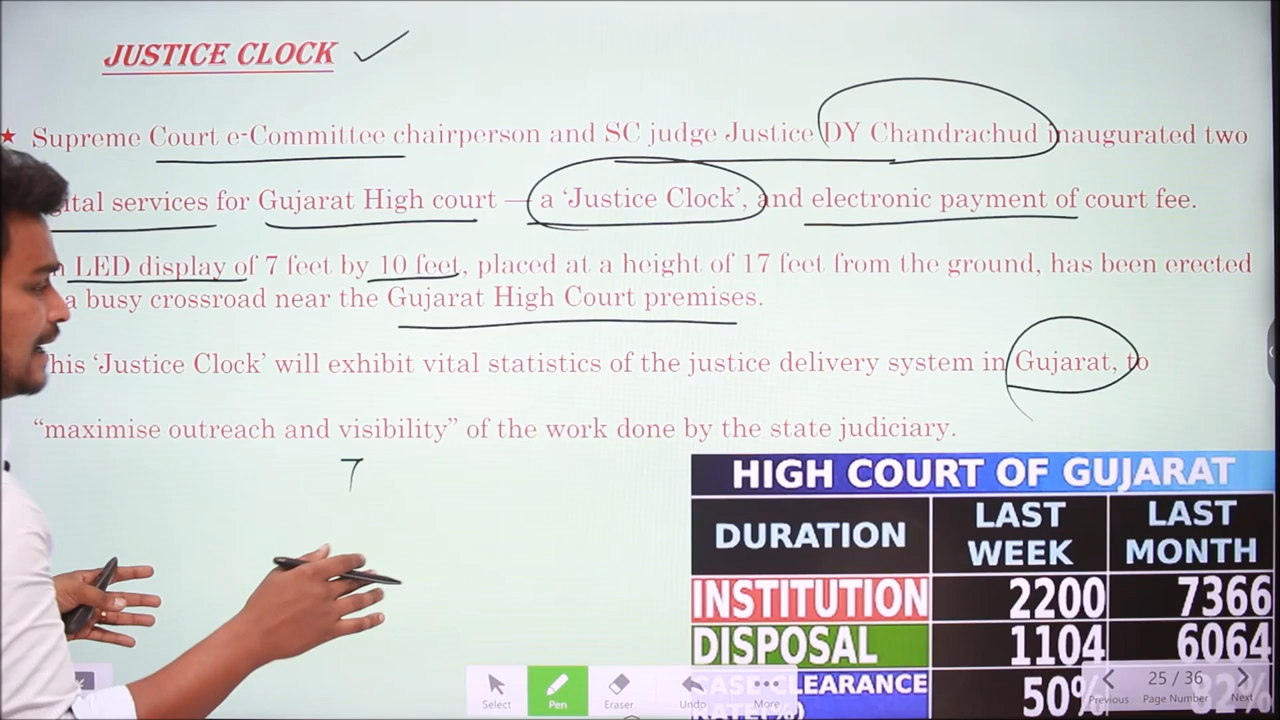 JUSTICE CLOCK
Supreme Court e-Committee chairperson and SC judge Justice DY Chandrachud inaugurated two
gital services for Gujarat High court — a ‘Justice Clock’, and electronic payment of court fee.
n LED display of 7 feet by 10 feet, placed at a height of 17 feet from the ground, has been erected
a busy crossroad near the Gujarat High Court premises.
his ‘Justice Clock’ will exhibit vital statistics of the justice delivery system in Gujarat, to
“maximise outreach and visibility” of the work done by the state judiciary.
7
HIGH COURT OF GUJARAT
DURATION LAST WEEK LAST MONTH
INSTITUTION 2200 7366
DISPOSAL 1104 6064
CASE CLEARANCE 50% 82%
Select Pen Eraser Undo More
Previous 25 / 36 Page Number Next